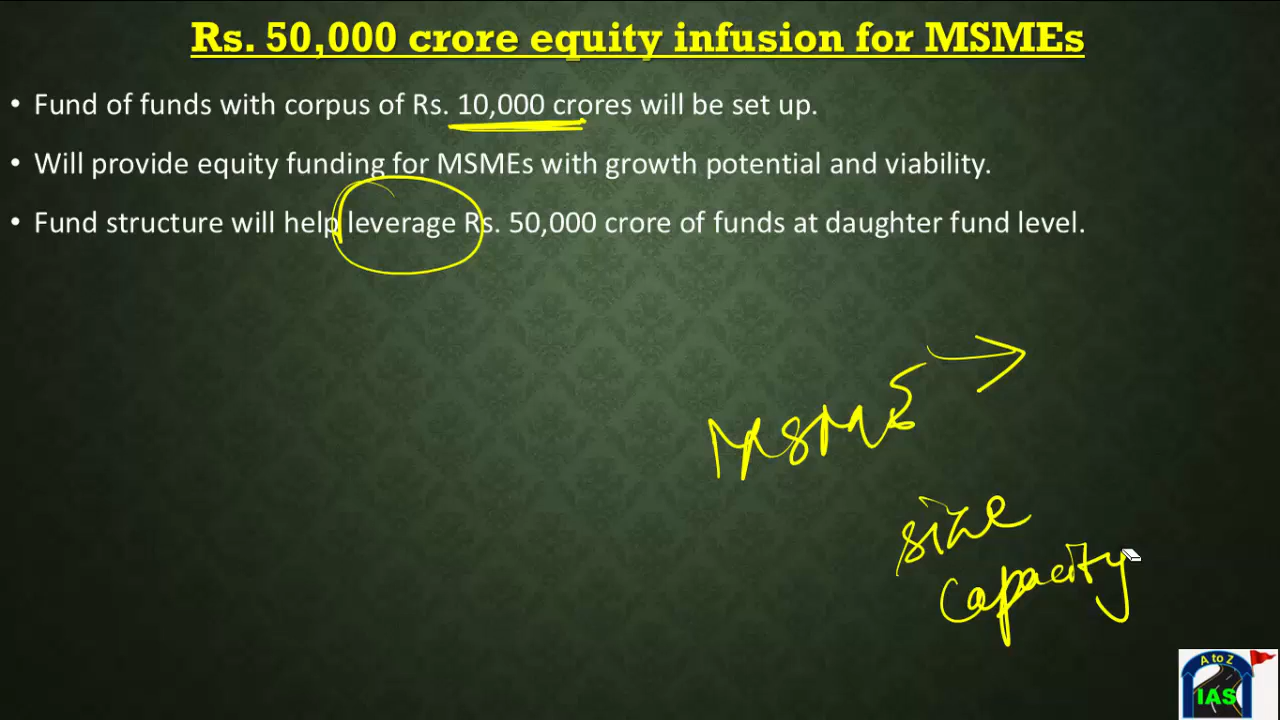 Rs. 50,000 crore equity infusion for MSMEs
• Fund of funds with corpus of Rs. 10,000 crores will be set up.
• Will provide equity funding for MSMEs with growth potential and viability.
• Fund structure will help leverage Rs. 50,000 crore of funds at daughter fund level.
MSMEs
size
capacity
A to Z
IAS